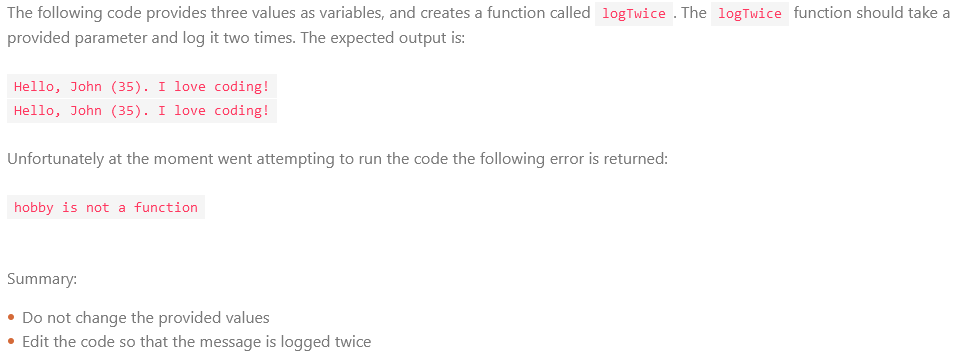 The following code provides three values as variables, and creates a function called logTwice. The logTwice function should take a
provided parameter and log it two times. The expected output is:
Hello, John (35). I love coding!
Hello, John (35). I love coding!
Unfortunately at the moment went attempting to run the code the following error is returned:
hobby is not a function
Summary:
• Do not change the provided values
• Edit the code so that the message is logged twice